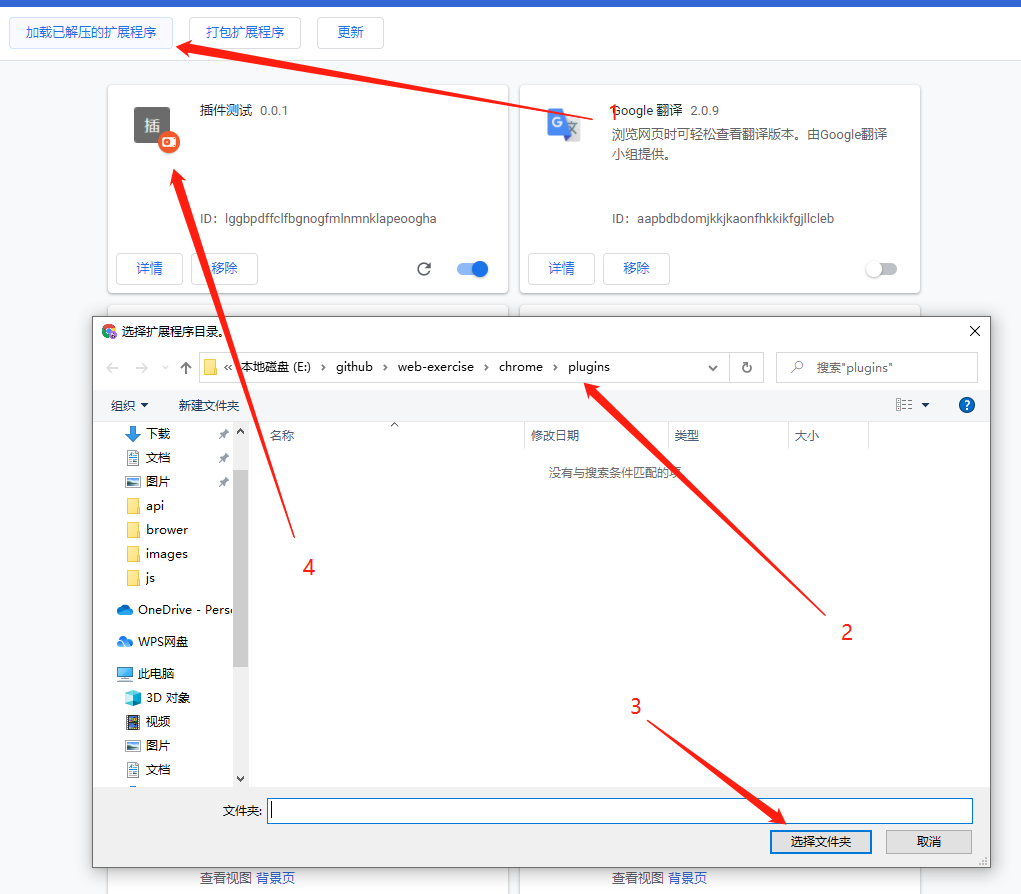 加载已解压的扩展程序
打包扩展程序
更新
1
插
插件测试 0.0.1
ID：lggbpdffclfbgnogfmlnmnklapeoogha
详情
移除
Google 翻译 2.0.9
浏览网页时可轻松查看翻译版本。由Google翻译
小组提供。
ID：aapbdbdomjkkjkaonfhkkikfgjllcleb
详情
移除
选择扩展程序目录。
« 本地磁盘 (E:) › github › web-exercise › chrome › plugins
搜索"plugins"
组织
新建文件夹
?
名称
修改日期
类型
大小
没有与搜索条件匹配的项
下载
文档
图片
api
brower
images
js
OneDrive - Pers
WPS网盘
此电脑
3D 对象
视频
图片
文档
4
2
3
文件夹:
选择文件夹
取消
查看视图 背景页
查看视图 背景页